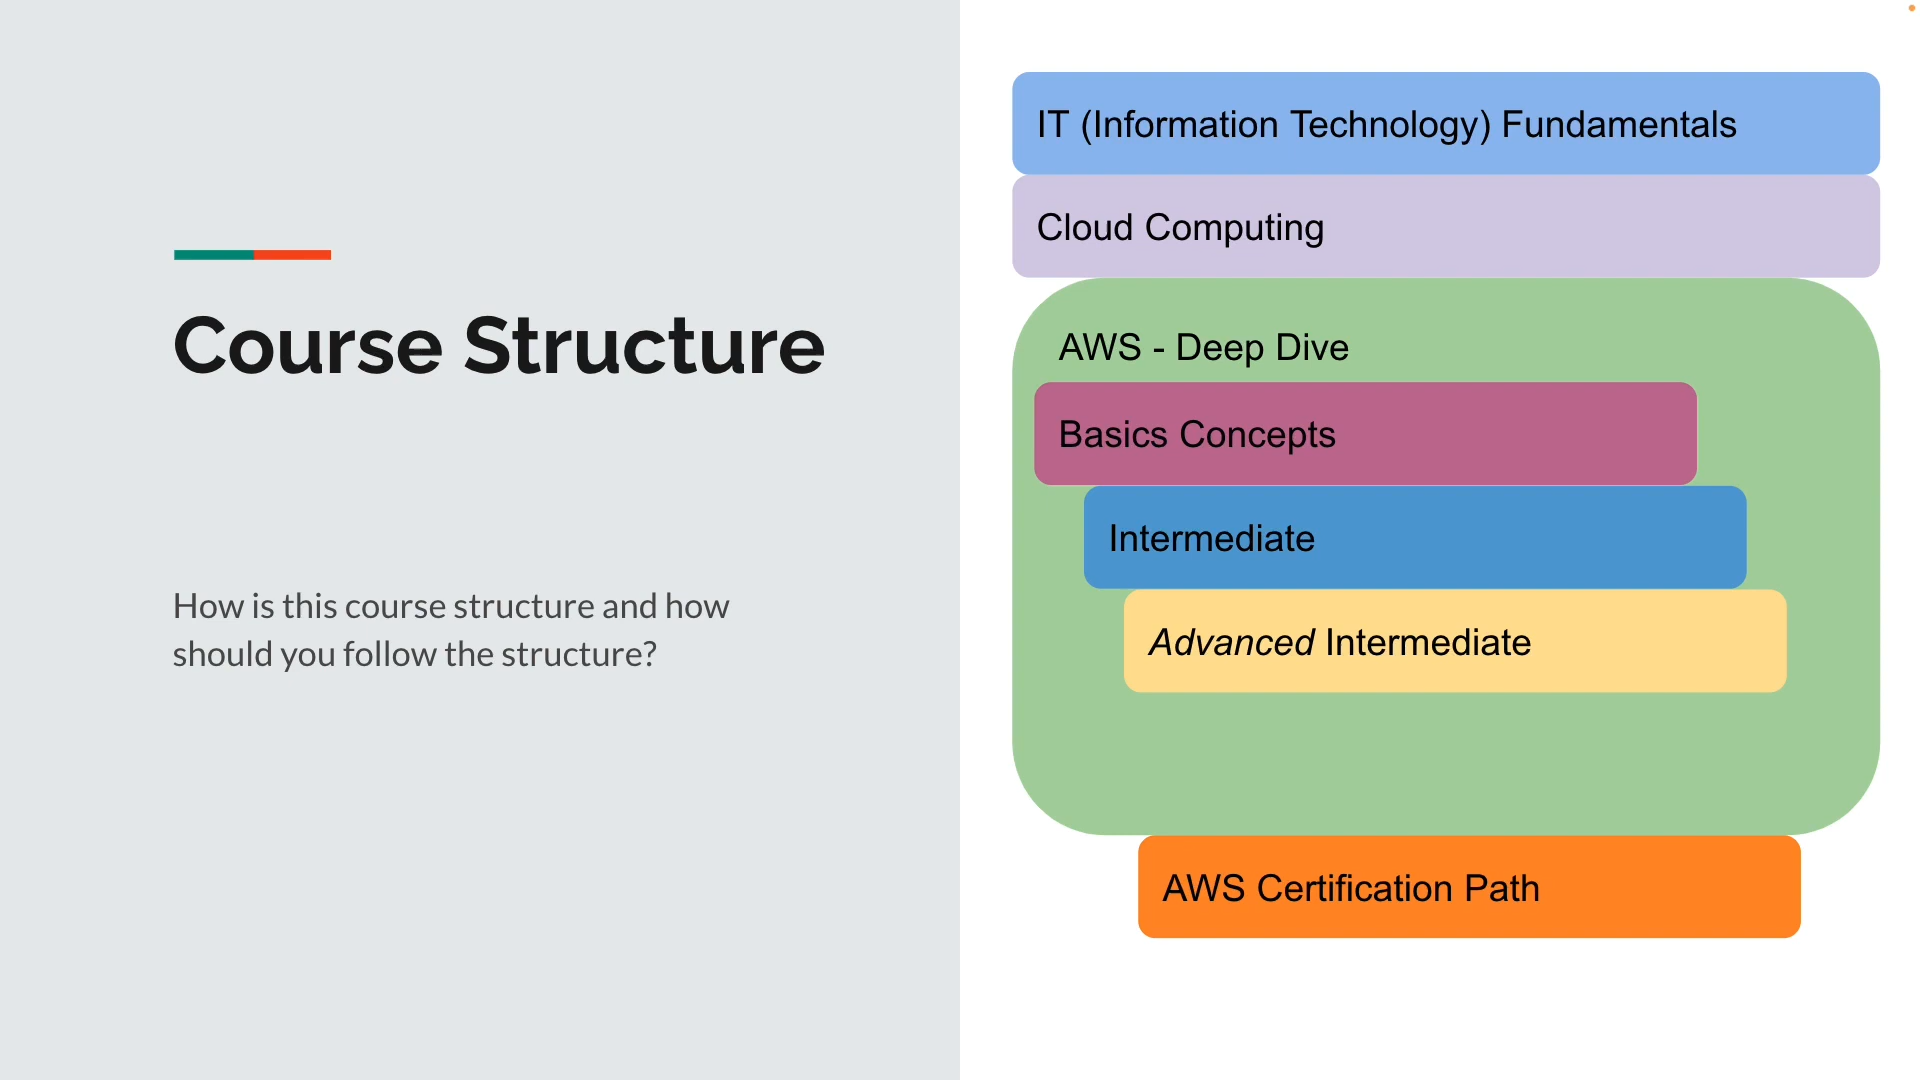 Course Structure
How is this course structure and how
should you follow the structure?
IT (Information Technology) Fundamentals
Cloud Computing
AWS - Deep Dive
Basics Concepts
Intermediate
Advanced Intermediate
AWS Certification Path